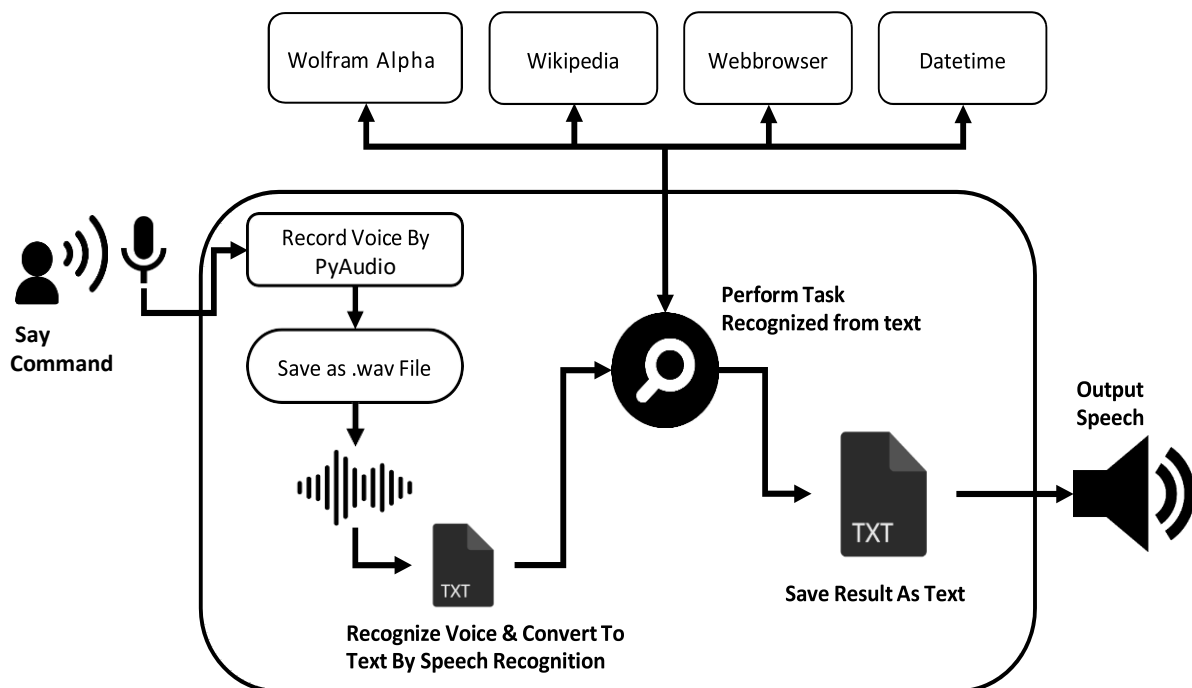 Wolfram Alpha
Wikipedia
Webbrowser
Datetime
Say
Command
Record Voice By
PyAudio
Save as .wav File
TXT
Recognize Voice & Convert To
Text By Speech Recognition
Perform Task
Recognized from text
TXT
Save Result As Text
Output
Speech